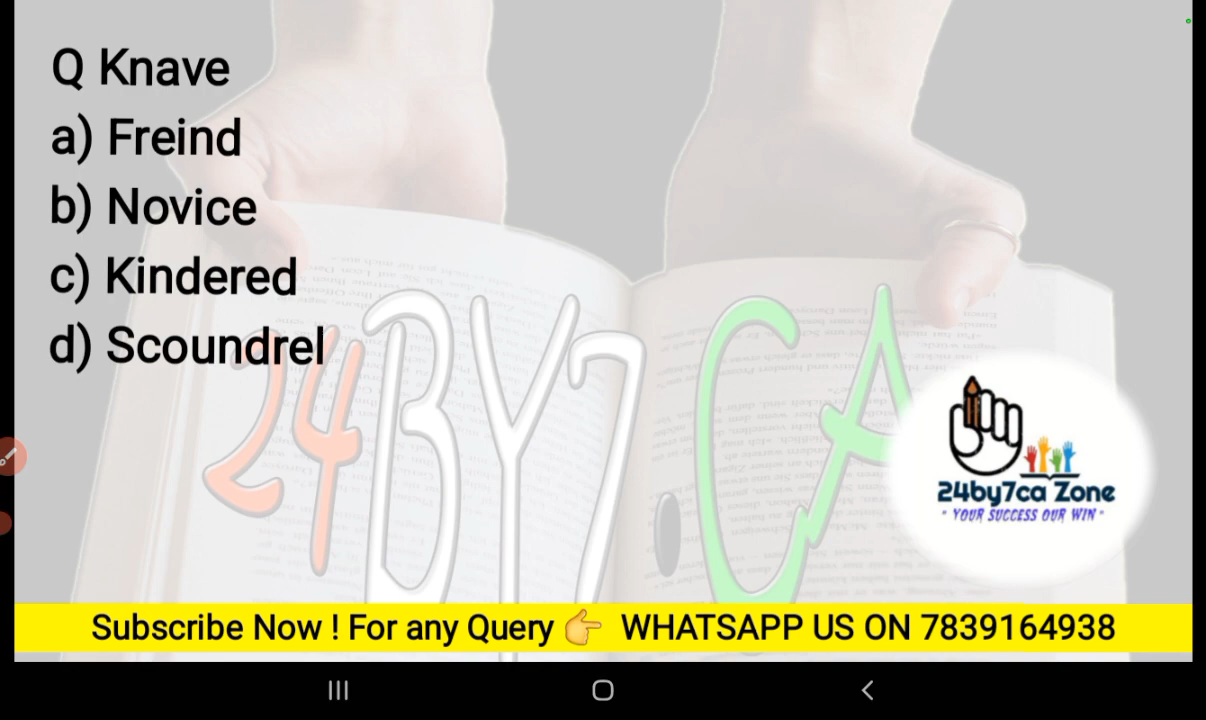 Q Knave
a) Freind
b) Novice
c) Kindered
d) Scoundrel
24BY7.CA
24by7ca Zone
" YOUR SUCCESS OUR WIN "
Subscribe Now ! For any Query 👉 WHATSAPP US ON 7839164938